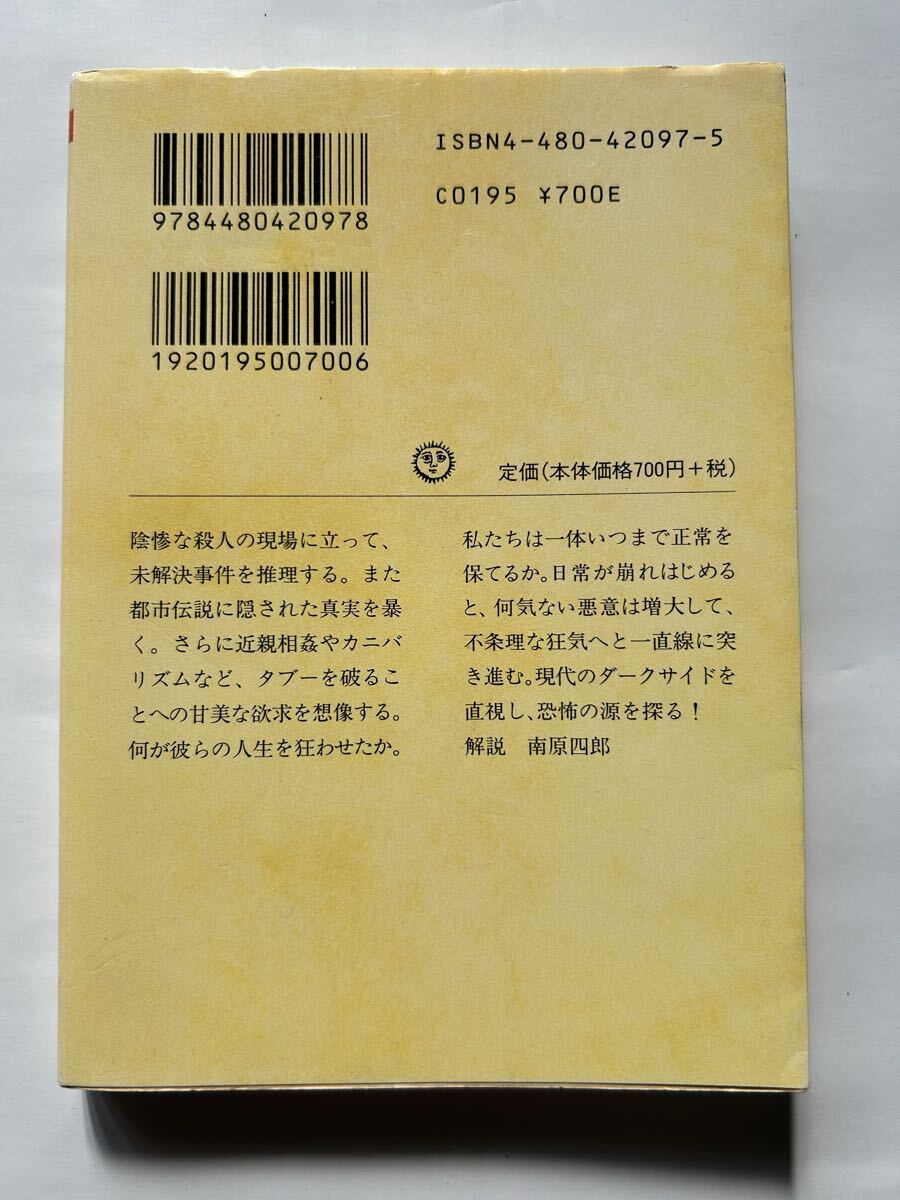 ISBN4-480-42097-5
C0195 ¥700E
9784480420978
1920195007006
定価(本体価格700円+税)
陰惨な殺人の現場に立って、
未解決事件を推理する。また
都市伝説に隠された真実を暴
く。さらに近親相姦やカニバ
リズムなど、タブーを破るこ
とへの甘美な欲求を想像する。
何が彼らの人生を狂わせたか。
私たちは一体いつまで正常を
保てるか。日常が崩れはじめる
と、何気ない悪意は増大して、
不条理な狂気へと一直線に突
き進む。現代のダークサイドを
直視し、恐怖の源を探る!
解説 南原四郎